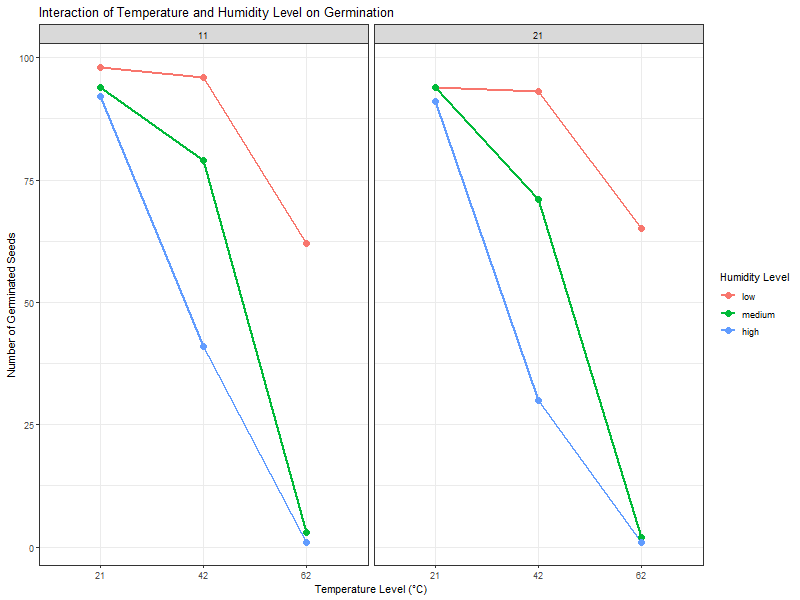 Interaction of Temperature and Humidity Level on Germination
11
21
100
75
50
25
0
Number of Germinated Seeds
21
42
62
21
42
62
Temperature Level (°C)
Humidity Level
low
medium
high